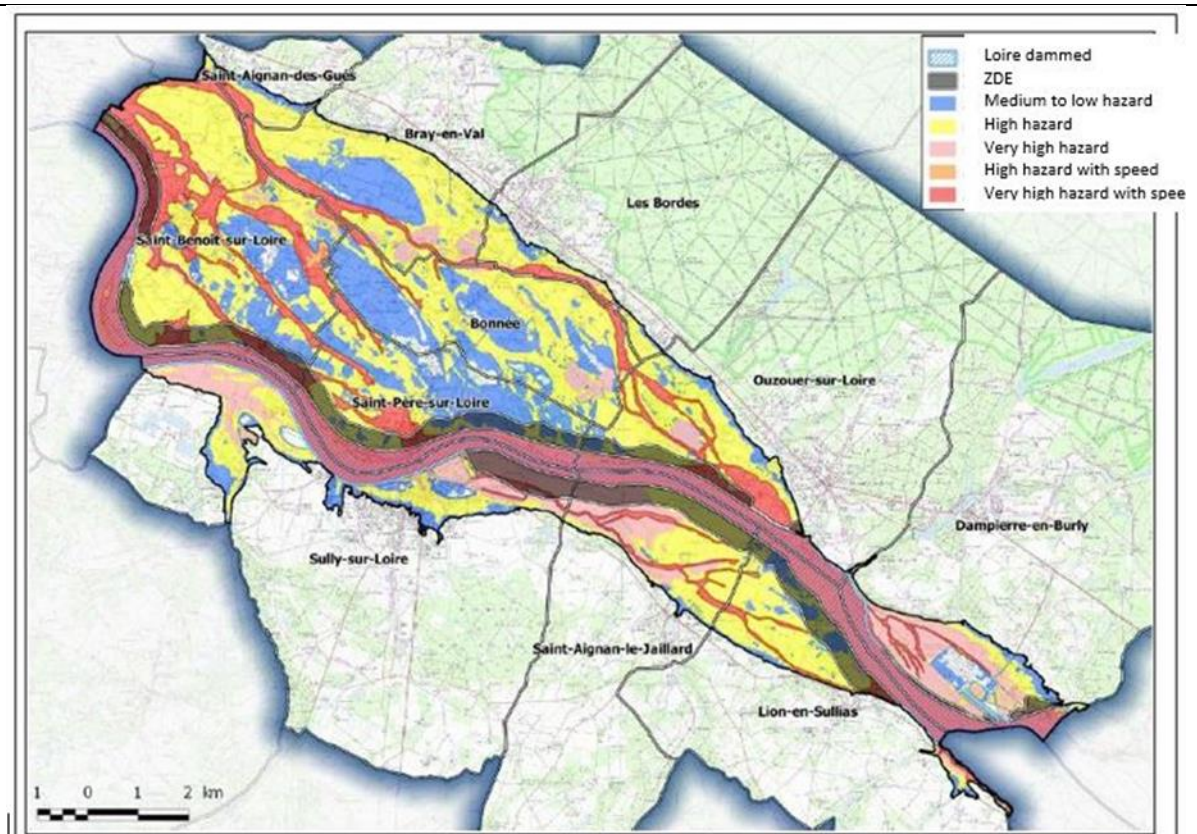 Loire dammed
ZDE
Medium to low hazard
High hazard
Very high hazard
High hazard with speed
Very high hazard with spee
Saint-Aignan-des-Gués
Bray-en-Val
Les Bordes
Saint-Benoit-sur-Loire
Bonnée
Ouzouer-sur-Loire
Saint-Père-sur-Loire
Dampierre-en-Burly
Sully-sur-Loire
Saint-Aignan-le-Jaillard
Lion-en-Sullias
1 0 1 2 km